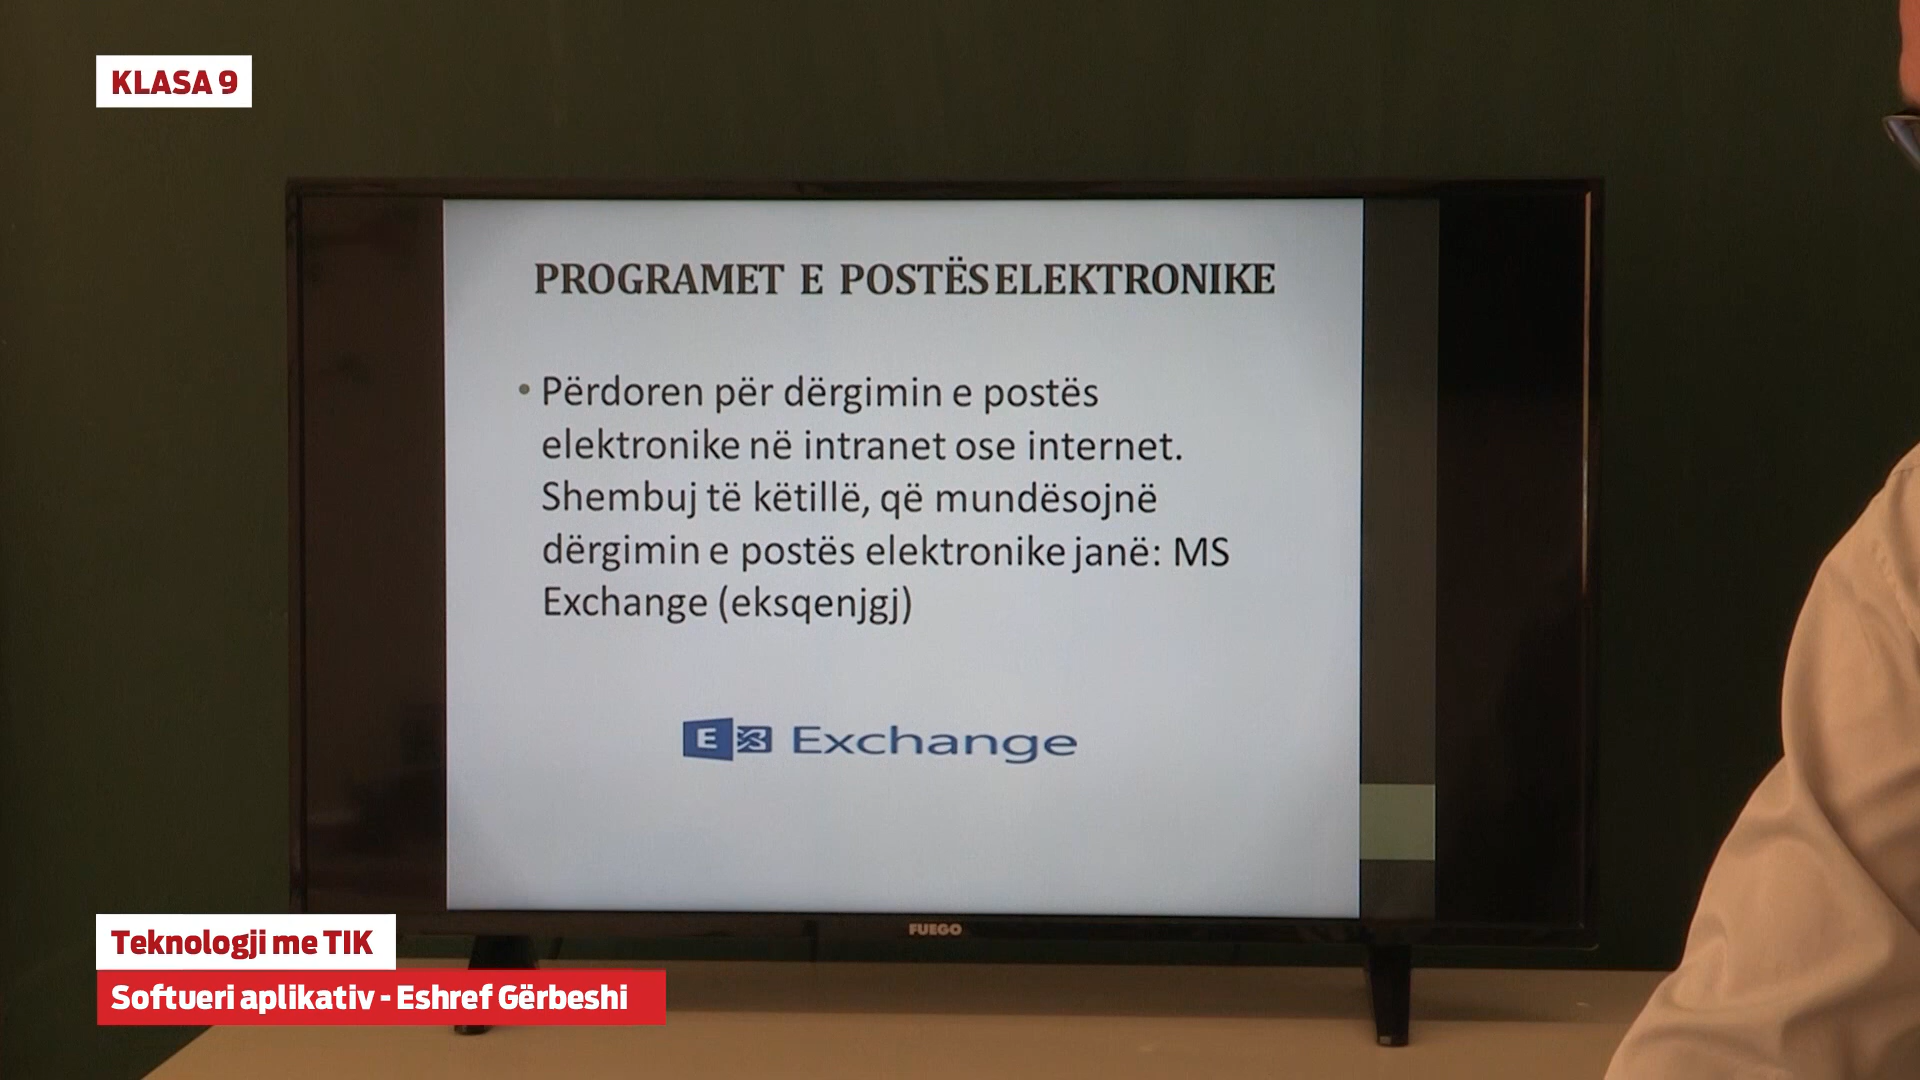 KLASA 9
PROGRAMET E POSTËS ELEKTRONIKE
• Përdoren për dërgimin e postës
elektronike në intranet ose internet.
Shembuj të këtillë, që mundësojnë
dërgimin e postës elektronike janë: MS
Exchange (eksqenjgj)
E Exchange
FUEGO
Teknologji me TIK
Softueri aplikativ - Eshref Gërbeshi